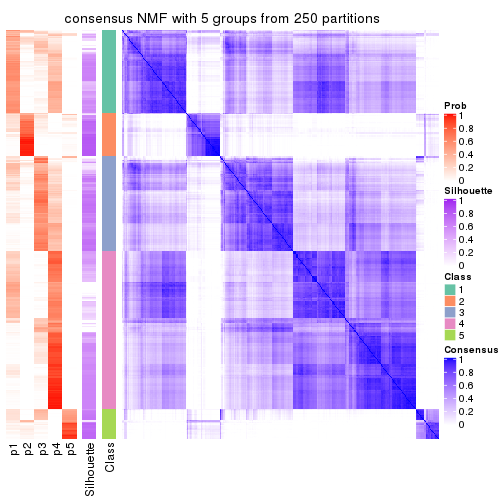 consensus NMF with 5 groups from 250 partitions
Prob
1
0.8
0.6
0.4
0.2
0
Silhouette
1
0.8
0.6
0.4
0.2
0
Class
1
2
3
4
5
Consensus
1
0.8
0.6
0.4
0.2
0
p1
p2
p3
p4
p5
Silhouette
Class